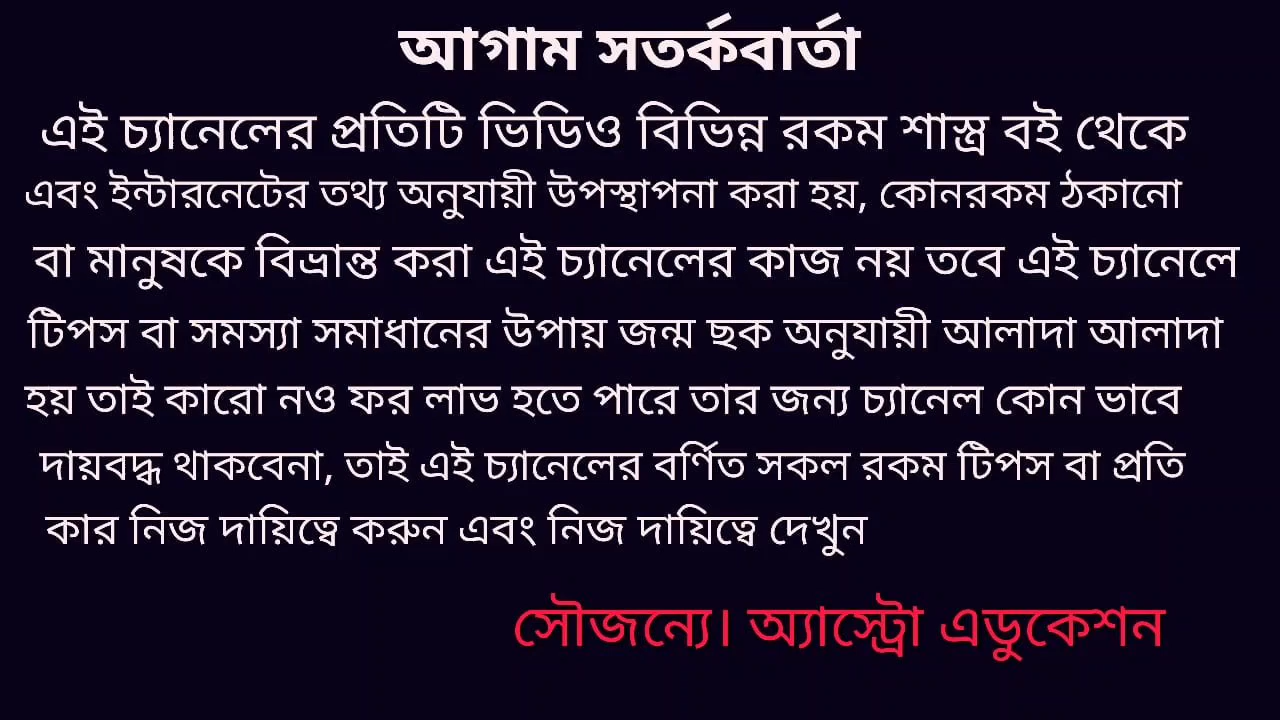 আগাম সতর্কবার্তা
এই চ্যানেলের প্রতিটি ভিডিও বিভিন্ন রকম শাস্ত্র বই থেকে
এবং ইন্টারনেটের তথ্য অনুযায়ী উপস্থাপনা করা হয়, কোনরকম ঠকানো
বা মানুষকে বিভ্রান্ত করা এই চ্যানেলের কাজ নয় তবে এই চ্যানেলে
টিপস বা সমস্যা সমাধানের উপায় জন্ম ছক অনুযায়ী আলাদা আলাদা
হয় তাই কারো নও ফর লাভ হতে পারে তার জন্য চ্যানেল কোন ভাবে
দায়বদ্ধ থাকবেনা, তাই এই চ্যানেলের বর্ণিত সকল রকম টিপস বা প্রতি
কার নিজ দায়িত্বে করুন এবং নিজ দায়িত্বে দেখুন
সৌজন্যে। অ্যাস্ট্রো এডুকেশন